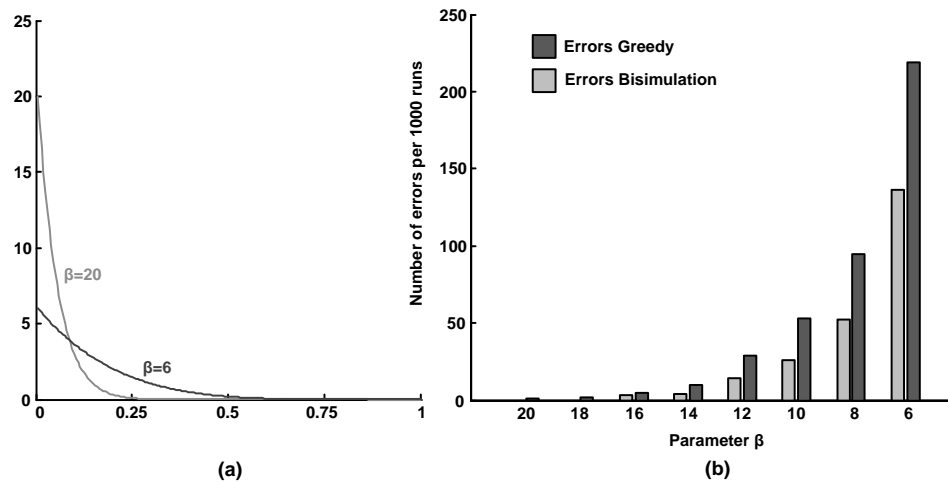 25
20
15
10
5
0
0
0.25
0.5
0.75
1
β=20
β=6
(a)
Number of errors per 1000 runs
250
200
150
100
50
0
Errors Greedy
Errors Bisimulation
20 18 16 14 12 10 8 6
Parameter β
(b)